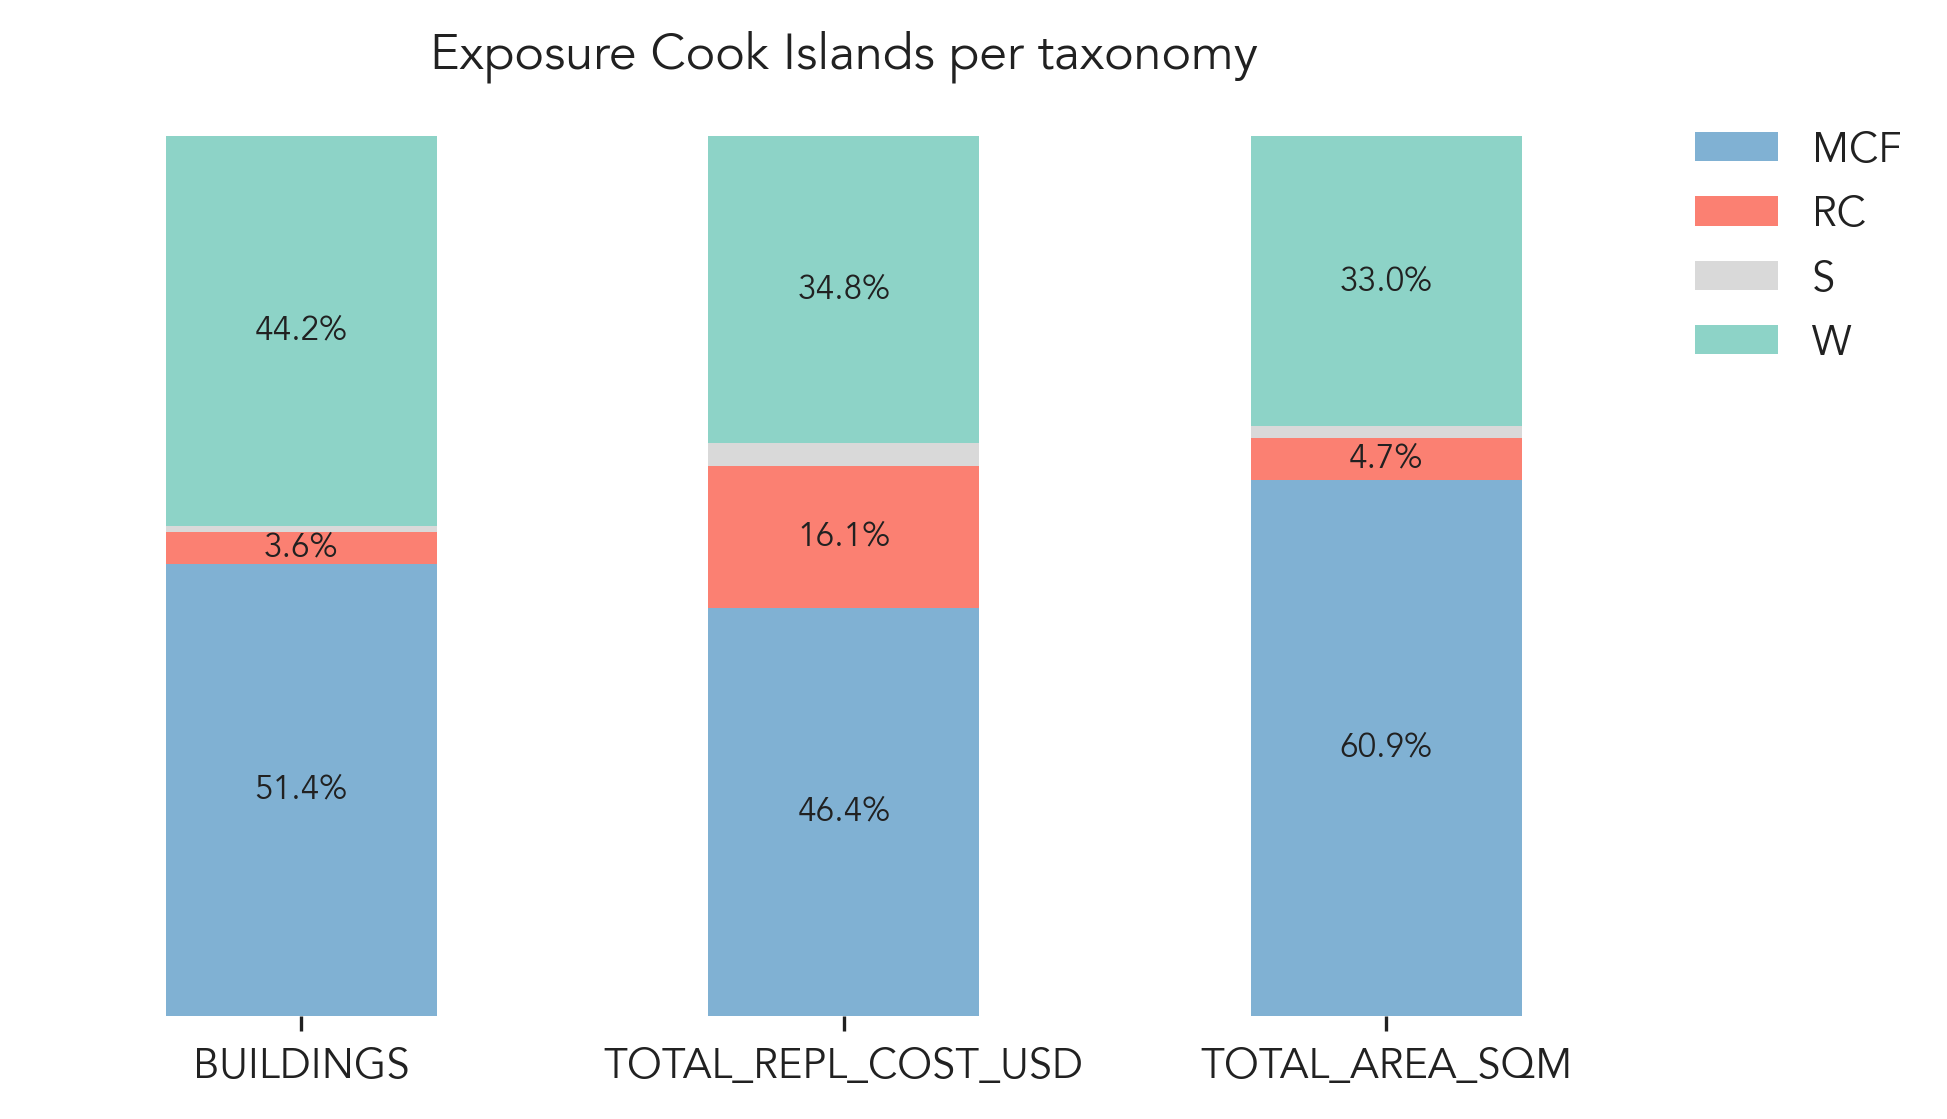 Exposure Cook Islands per taxonomy
MCF
RC
S
W
44.2%
3.6%
51.4%
34.8%
16.1%
46.4%
33.0%
4.7%
60.9%
BUILDINGS
TOTAL_REPL_COST_USD
TOTAL_AREA_SQM